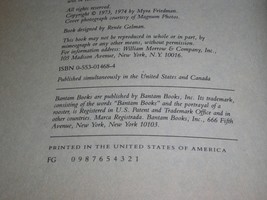 All rights reserved.
Copyright © 1973, 1974 by Myra Friedman.
Cover photograph courtesy of Magnum Photos.
Book designed by Renée Gelman.
This book may not be reproduced in whole or in part, by
mimeograph or any other means, without permission.
For information address: William Morrow & Company, Inc.,
105 Madison Avenue, New York, N.Y. 10016.
ISBN 0-553-01468-4
Published simultaneously in the United States and Canada
Bantam Books are published by Bantam Books, Inc. Its trademark,
consisting of the words "Bantam Books" and the portrayal of a
rooster, is Registered in U.S. Patent and Trademark Office and in
other countries. Marca Registrada. Bantam Books, Inc., 666 Fifth
Avenue, New York, New York 10103.
PRINTED IN THE UNITED STATES OF AMERICA
FG 0 9 8 7 6 5 4 3 2 1